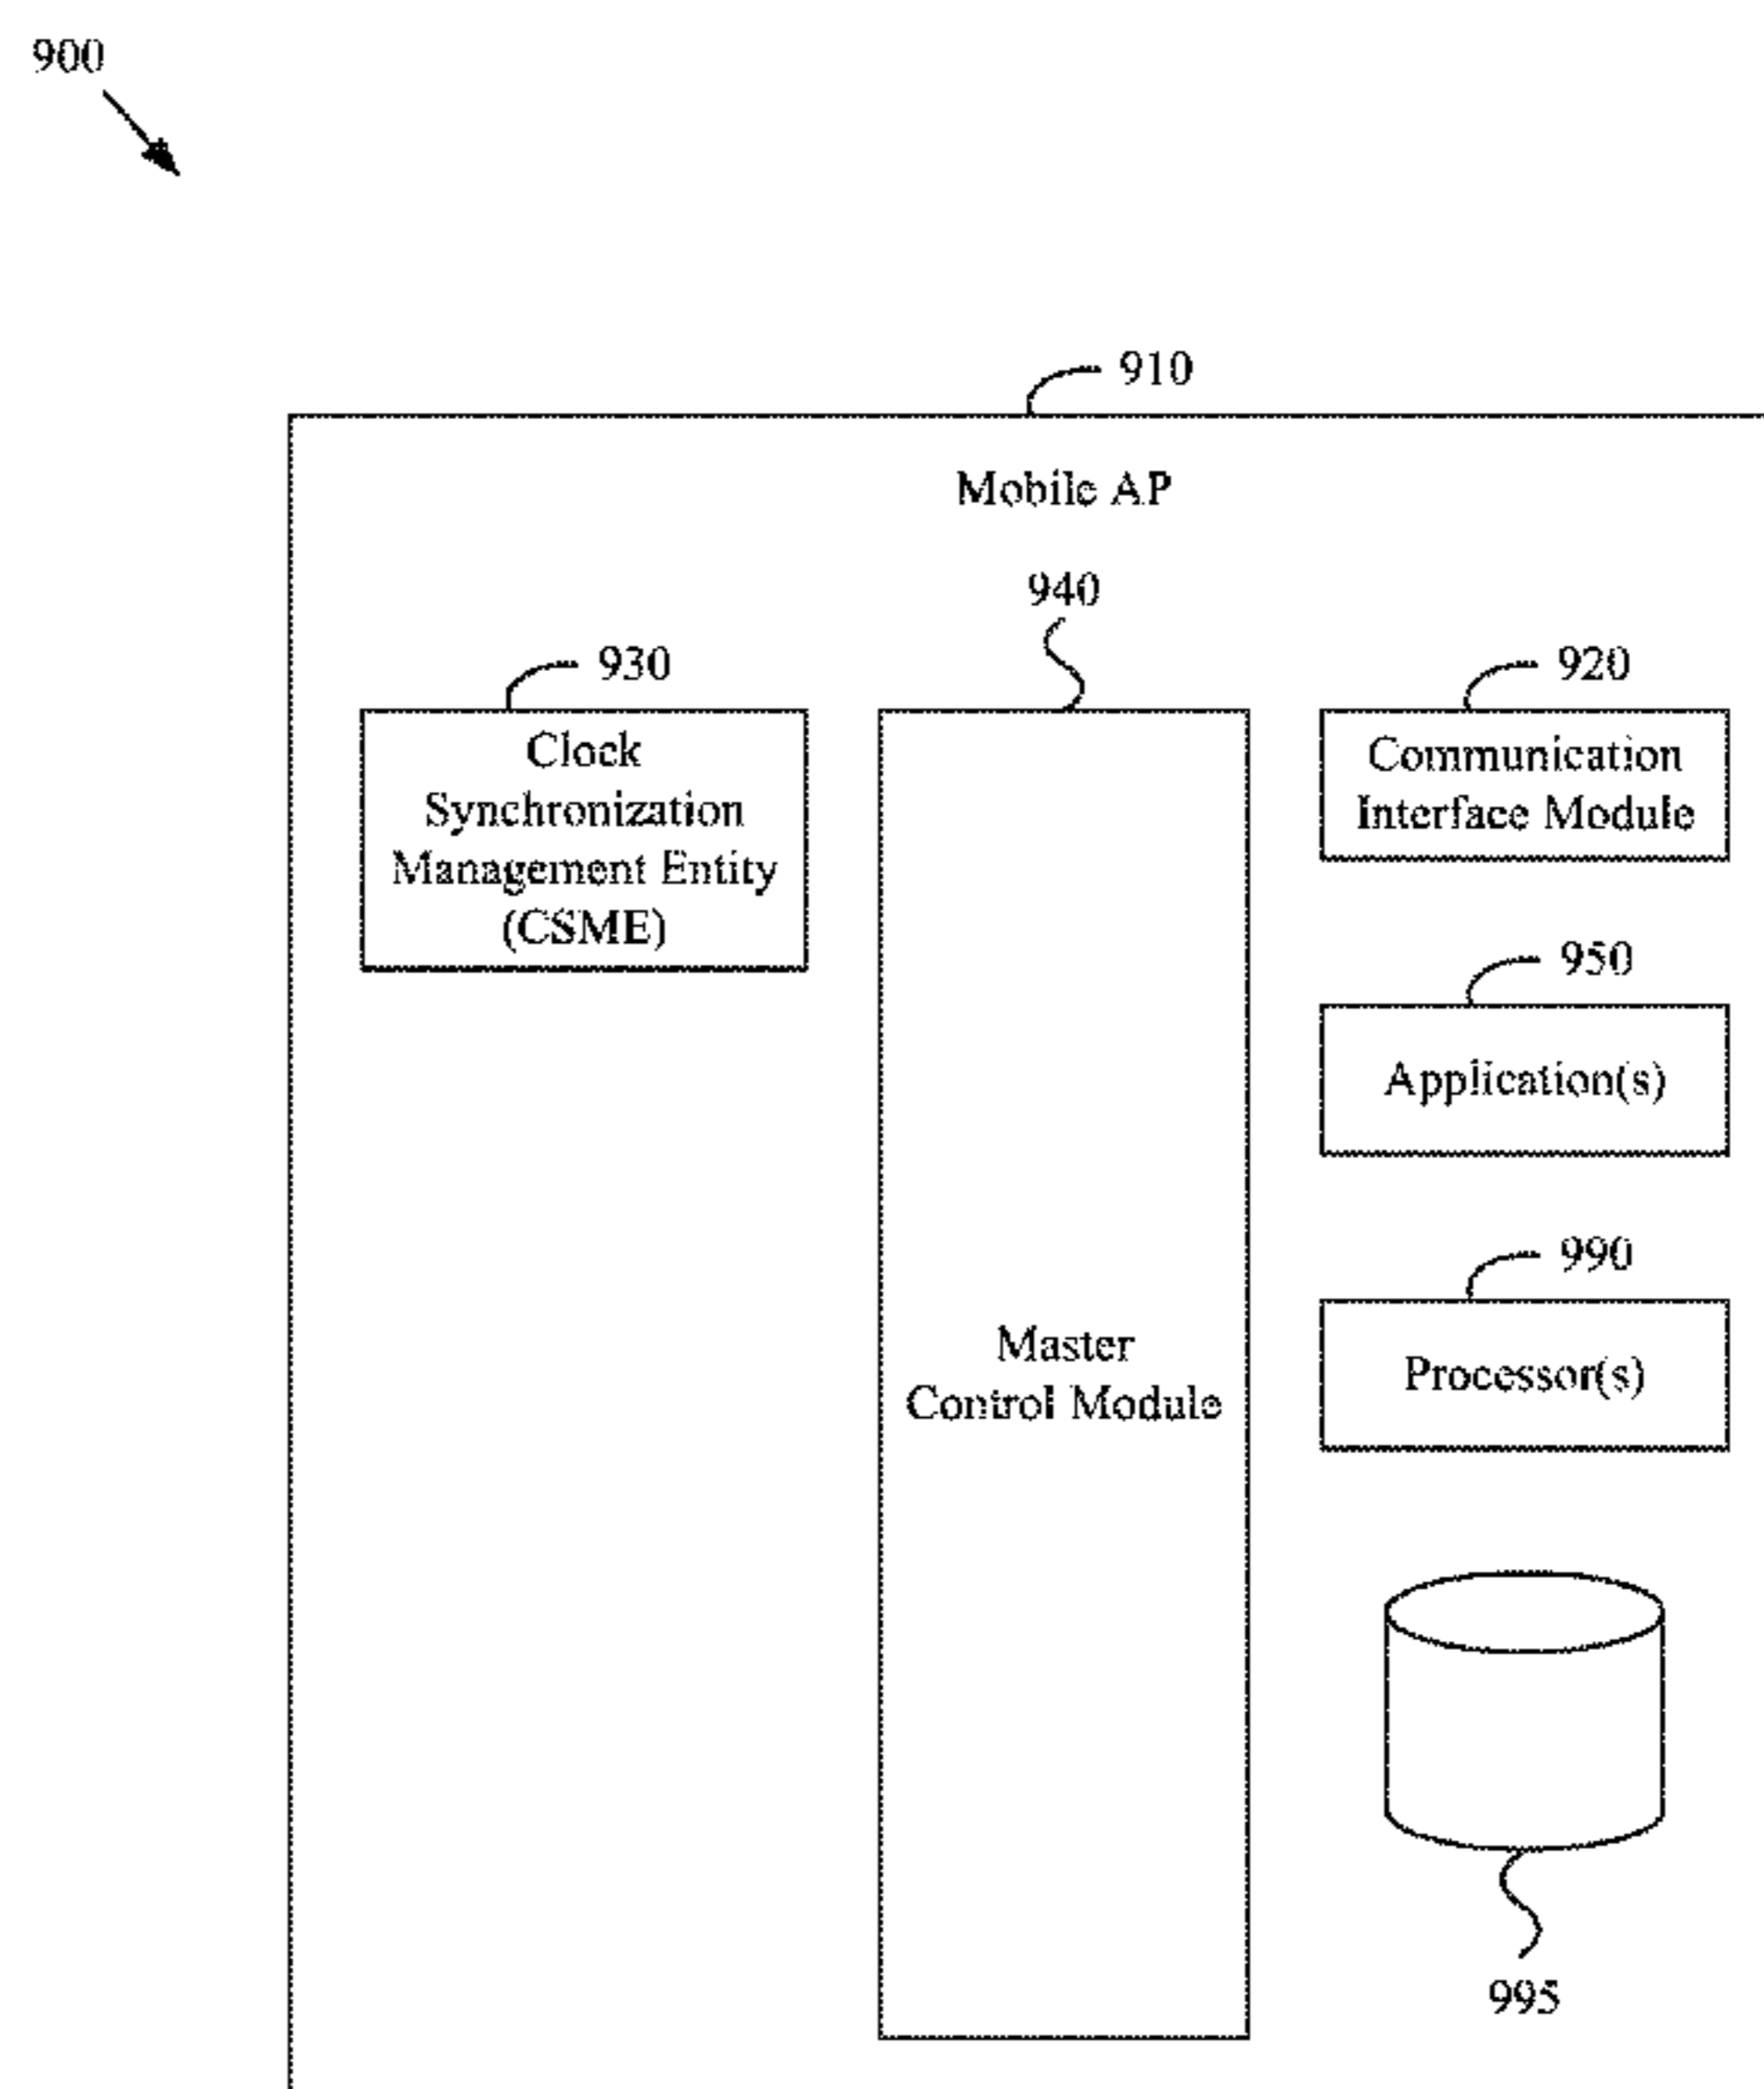 900
910
Mobile AP
940
930
920
Clock
Synchronization
Management Entity
(CSME)
Communication
Interface Module
950
Application(s)
990
Processor(s)
Master
Control Module
995